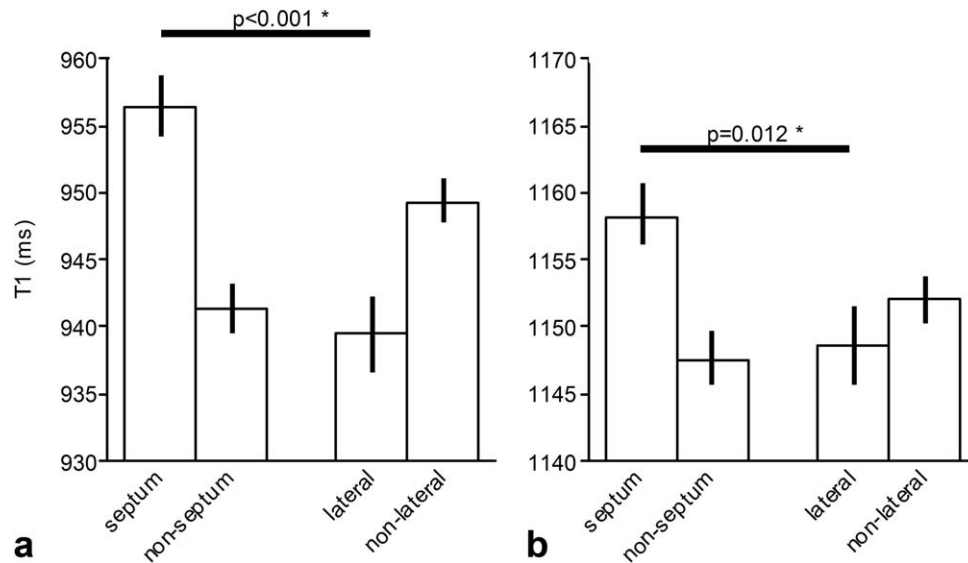 p<0.001 *
960
955
950
945
940
935
930
T1 (ms)
septum
non-septum
lateral
non-lateral
a
1170
1165
p=0.012 *
1160
1155
1150
1145
1140
septum
non-septum
lateral
non-lateral
b